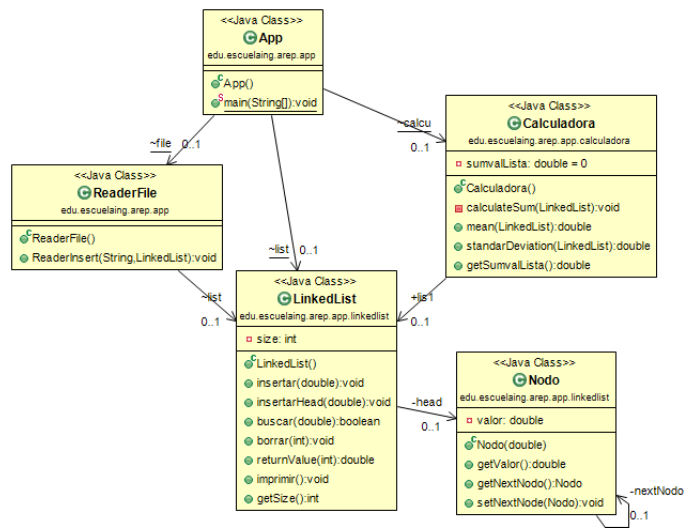 <<Java Class>>
App
edu.escuelaing.arep.app
App()
main(String[]):void
~file
0..1
~list
0..1
~calcu
0..1
<<Java Class>>
ReaderFile
edu.escuelaing.arep.app
ReaderFile()
ReaderInsert(String,LinkedList):void
~list
0..1
<<Java Class>>
Calculadora
edu.escuelaing.arep.app.calculadora
sumvalLista: double = 0
Calculadora()
calculateSum(LinkedList):void
mean(LinkedList):double
standarDeviation(LinkedList):double
getSumvalLista():double
0..1
<<Java Class>>
LinkedList
edu.escuelaing.arep.app.linkedlist
size: int
LinkedList()
insertar(double):void
insertarHead(double):void
buscar(double):boolean
borrar(int):void
returnValue(int):double
imprimir():void
getSize():int
-head
0..1
<<Java Class>>
Nodo
edu.escuelaing.arep.app.linkedlist
valor: double
Nodo(double)
getValor():double
getNextNodo():Nodo
setNextNode(Nodo):void
-nextNodo
0..1